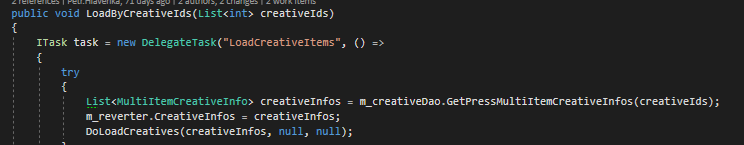 2 references | Petr.Hlavenka, 71 days ago | 2 authors, 2 changes | 2 work items
public void LoadByCreativeIds(List<int> creativeIds)
{
ITask task = new DelegateTask("LoadCreativeItems", () =>
{
try
{
List<MultiItemCreativeInfo> creativeInfos = m_creativeDao.GetPressMultiItemCreativeInfos(creativeIds);
m_reverter.CreativeInfos = creativeInfos;
DoLoadCreatives(creativeInfos, null, null);